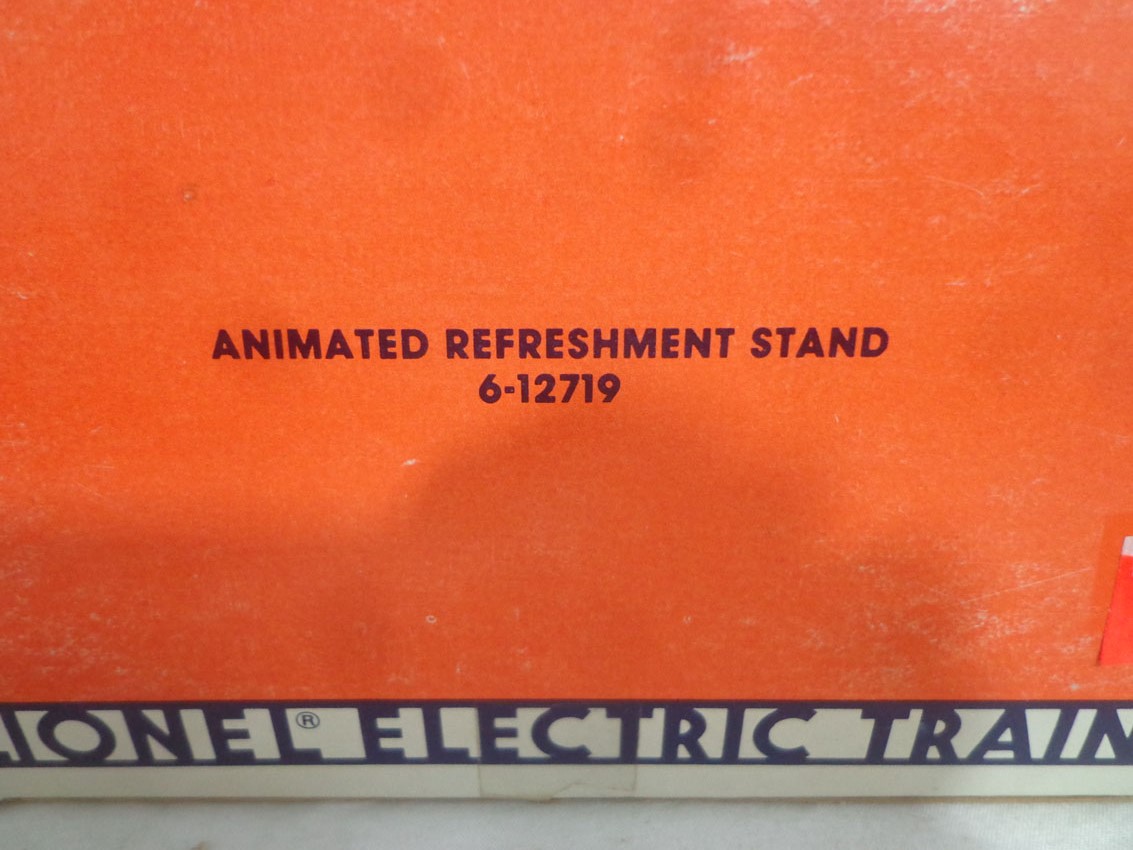 ANIMATED REFRESHMENT STAND
6-12719
LIONEL® ELECTRIC TRAIN